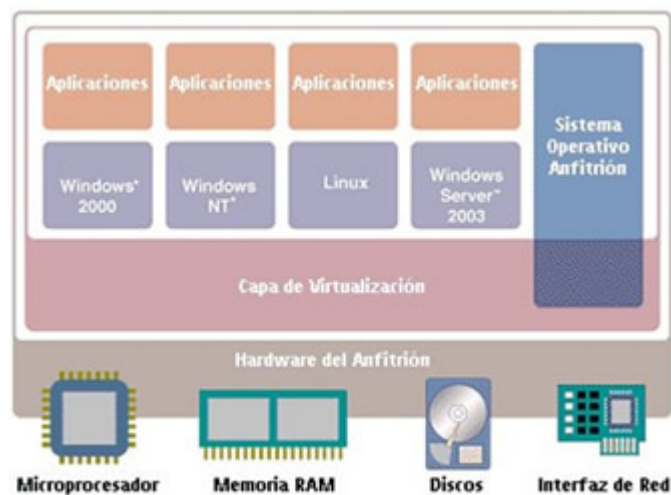 Aplicaciones
Aplicaciones
Aplicaciones
Aplicaciones
Sistema
Operativo
Anfitrión
Windows*
2000
Windows
NT*
Linux
Windows
Server™
2003
Capa de Virtualización
Hardware del Anfitrión
Microprocesador
Memoria RAM
Discos
Interfaz de Red